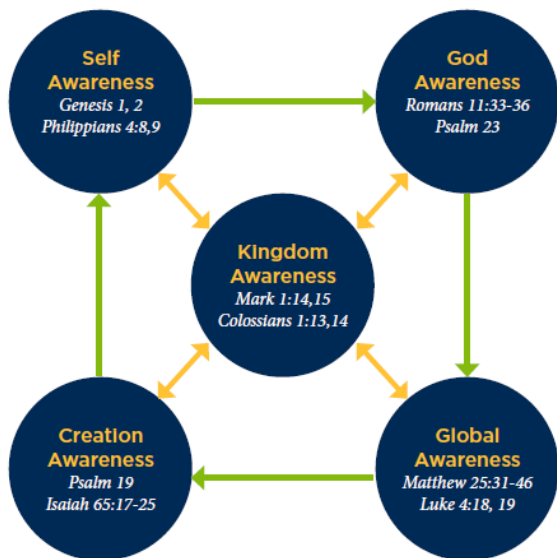 Self
Awareness
Genesis 1, 2
Philippians 4:8,9
God
Awareness
Romans 11:33-36
Psalm 23
Kingdom
Awareness
Mark 1:14,15
Colossians 1:13,14
Creation
Awareness
Psalm 19
Isaiah 65:17-25
Global
Awareness
Matthew 25:31-46
Luke 4:18, 19